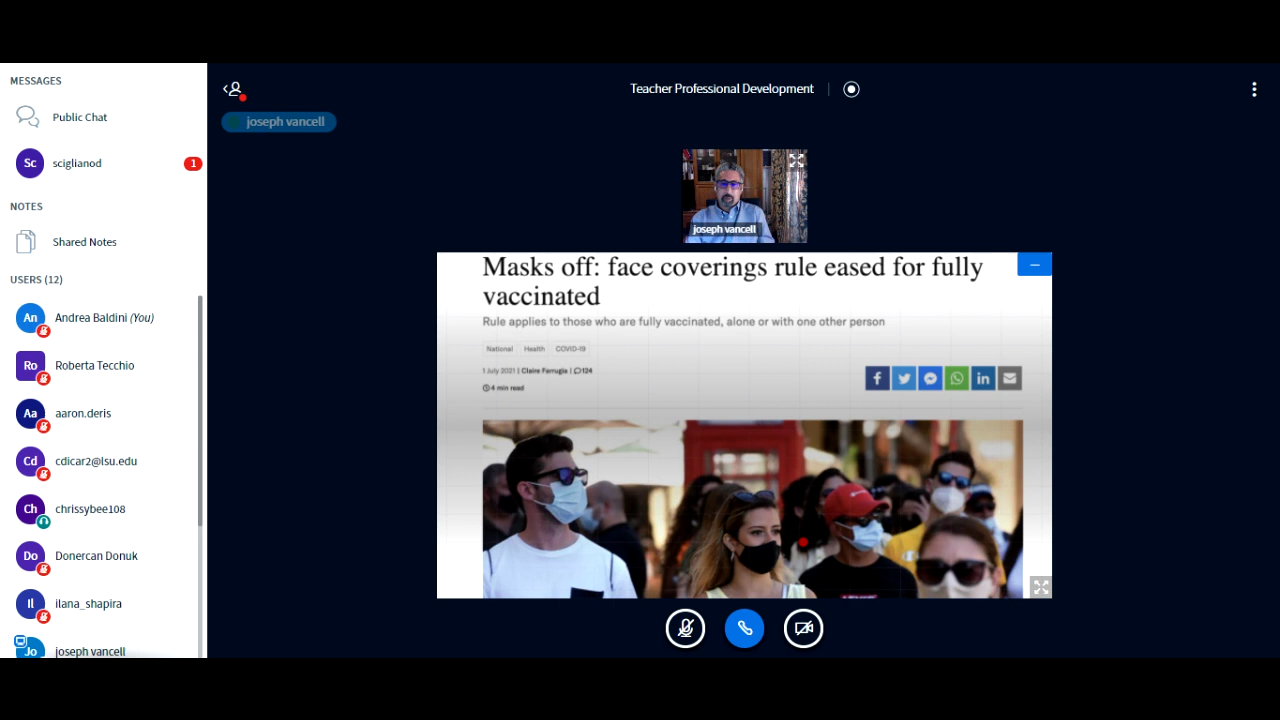 MESSAGES
Public Chat
Sc
sciglianod
1
NOTES
Shared Notes
USERS (12)
An
Andrea Baldini (You)
Ro
Roberta Tecchio
Aa
aaron.deris
Cd
cdicar2@lsu.edu
Ch
chrissybee108
Do
Donercan Donuk
Il
ilana_shapira
Jo
joseph vancell
Teacher Professional Development
joseph vancell
joseph vancell
Masks off: face coverings rule eased for fully
vaccinated
Rule applies to those who are fully vaccinated, alone or with one other person
National Health COVID-19
1 July 2021 | Claire Farrugia | 124
4 min read